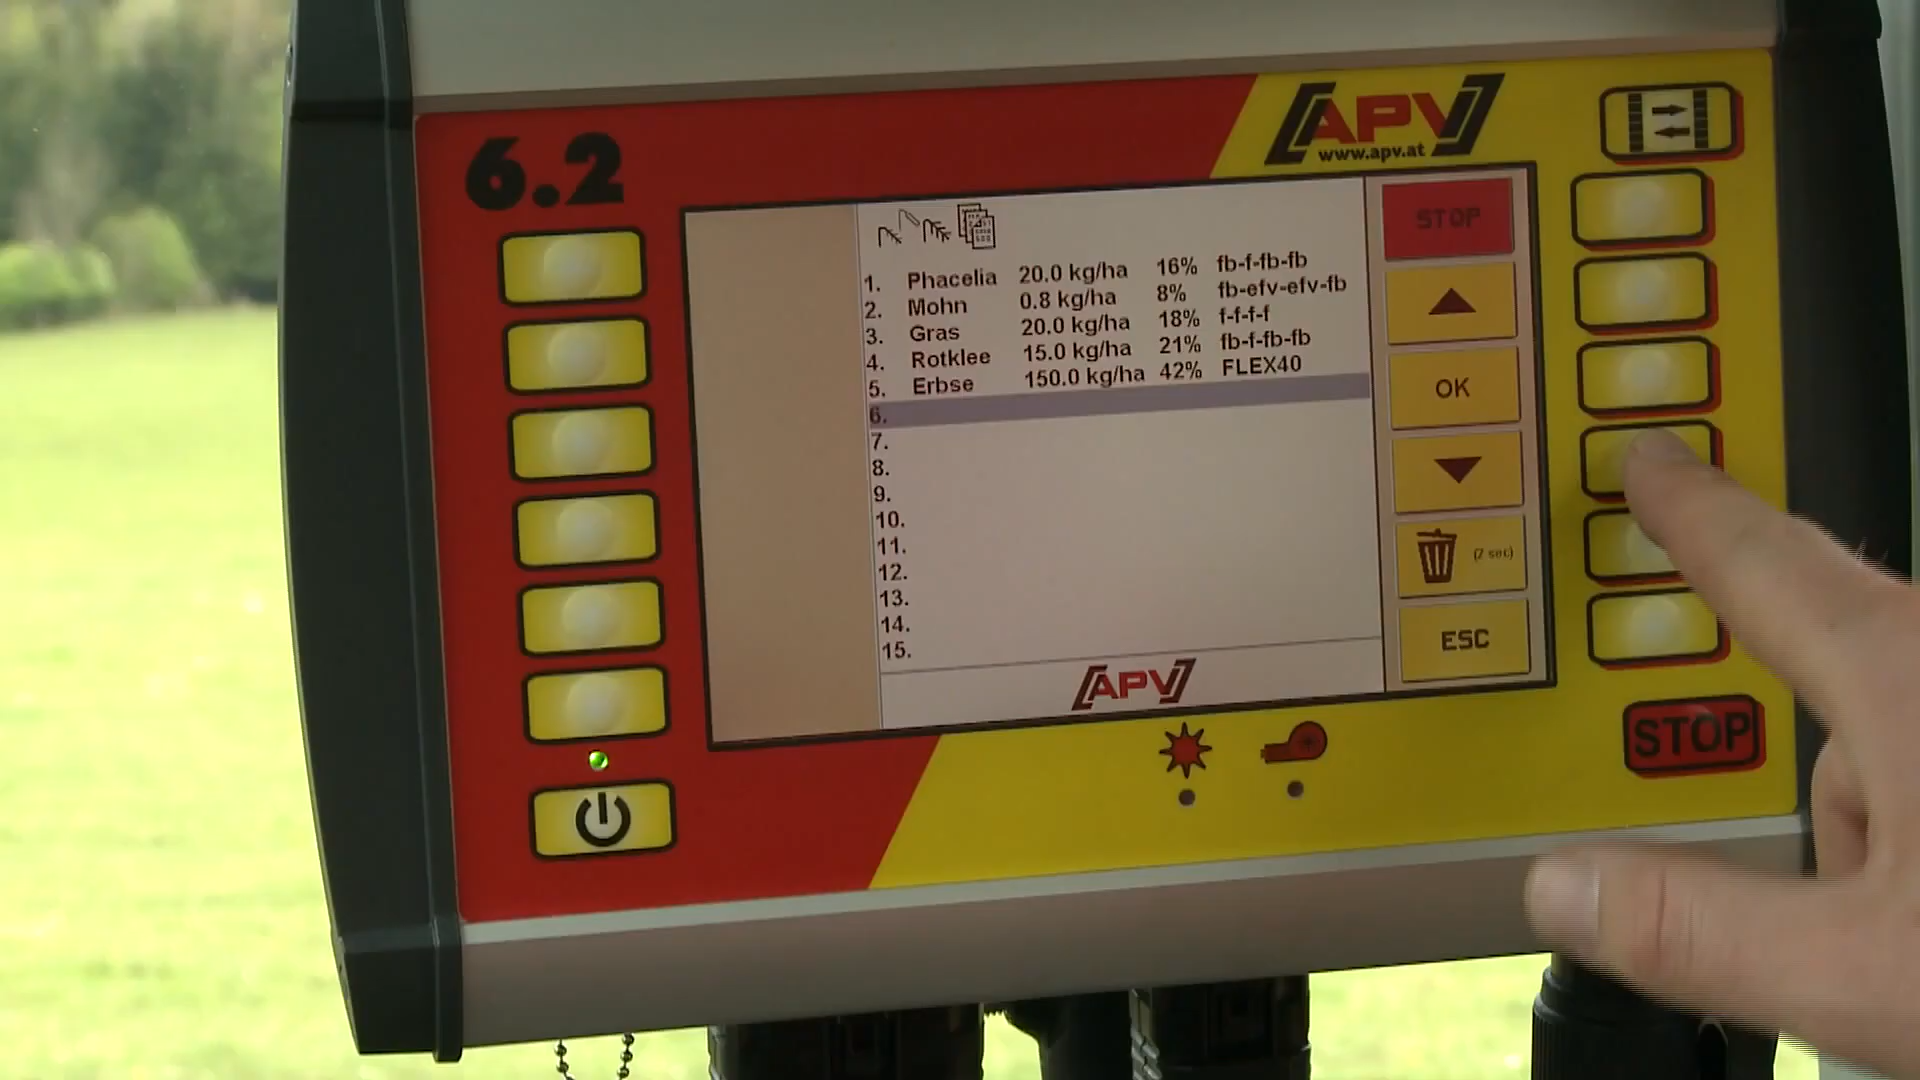 6.2
APV
www.apv.at
STOP
1. Phacelia 20.0 kg/ha 16% fb-f-fb-fb
2. Mohn 0.8 kg/ha 8% fb-efv-efv-fb
3. Gras 20.0 kg/ha 18% f-f-f-f
4. Rotklee 15.0 kg/ha 21% fb-f-fb-fb
5. Erbse 150.0 kg/ha 42% FLEX40
6.
7.
8.
9.
10.
11.
12.
13.
14.
15.
OK
(2 sec)
ESC
APV
STOP